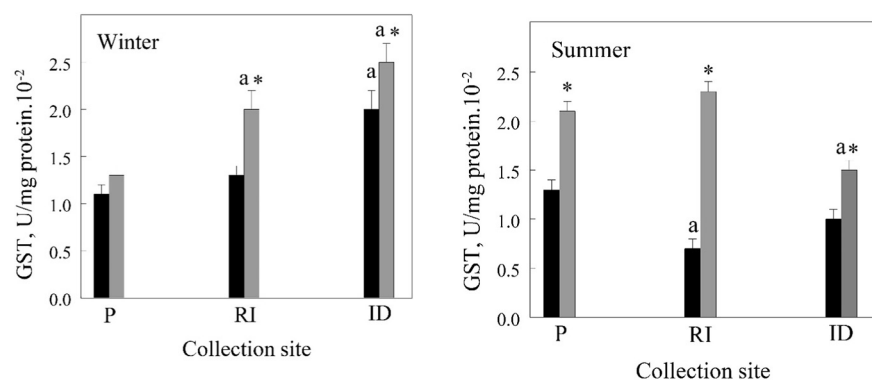 Winter
GST, U/mg protein.10-2
2.5
2.0
1.5
1.0
0.5
0.0
a *
a
a *
P
RI
ID
Collection site
Summer
GST, U/mg protein.10-2
2.5
2.0
1.5
1.0
0.5
0.0
*
a
*
a *
P
RI
ID
Collection site